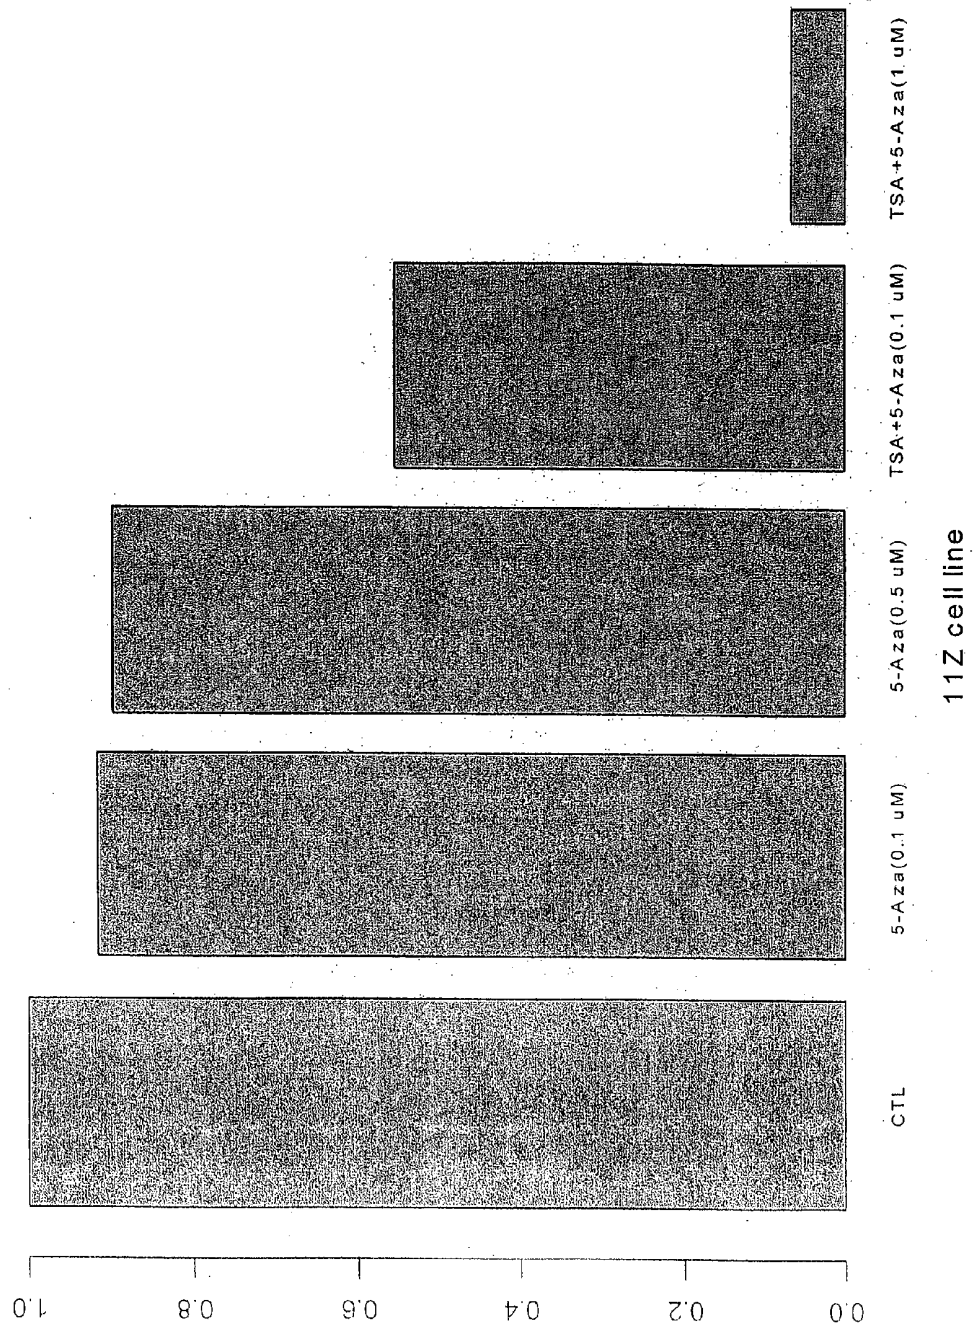 1.0
0.8
0.6
0.4
0.2
0.0
CTL
5-Aza(0.1 uM)
5-Aza(0.5 uM)
TSA+5-Aza(0.1 uM)
TSA+5-Aza(1 uM)
11Z cell line